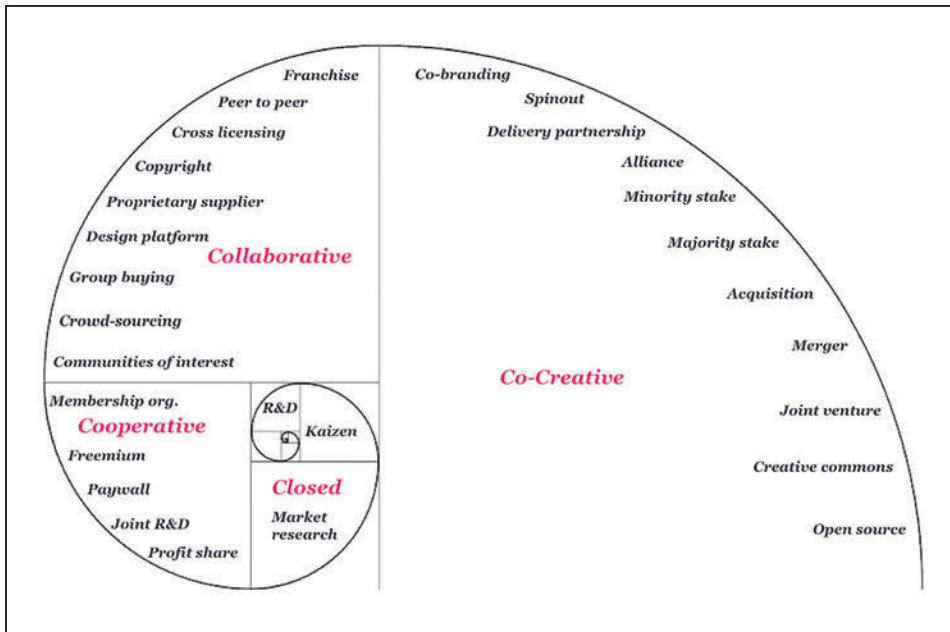 Franchise
Peer to peer
Cross licensing
Copyright
Proprietary supplier
Design platform
Collaborative
Group buying
Crowd-sourcing
Communities of interest
Membership org.
Cooperative
Freemium
Paywall
Joint R&D
Profit share
R&D
Kaizen
Closed
Market
research
Co-branding
Spinout
Delivery partnership
Alliance
Minority stake
Majority stake
Acquisition
Merger
Co-Creative
Joint venture
Creative commons
Open source